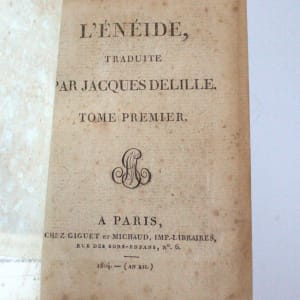 L'ÉNÉIDE,
TRADUITE
PAR JACQUES DELILLE.
TOME PREMIER.
A PARIS,
CHEZ GIGUET ET MICHAUD, IMP.-LIBRAIRES,
RUE DES BONS-ENFANS, N°. 6.
1804. — (AN XII.)